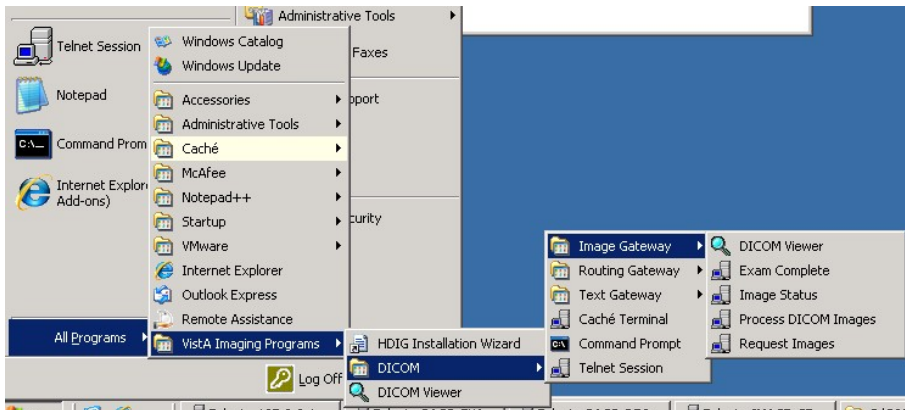 Administrative Tools
Telnet Session
Notepad
Command Prom
Internet Explor
Add-ons)
All Programs
Windows Catalog
Windows Update
Accessories
Administrative Tools
Caché
McAfee
Notepad++
Startup
VMware
Internet Explorer
Outlook Express
Remote Assistance
VistA Imaging Programs
Faxes
pport
curity
Log Off
HDIG Installation Wizard
DICOM
DICOM Viewer
Image Gateway
Routing Gateway
Text Gateway
Caché Terminal
Command Prompt
Telnet Session
DICOM Viewer
Exam Complete
Image Status
Process DICOM Images
Request Images